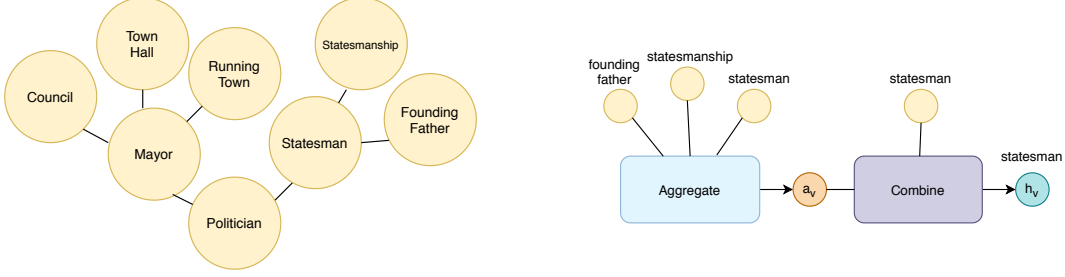 Town
Hall
Statesmanship
Running
Town
Council
Founding
Father
Statesman
Mayor
Politician
founding
father
statesmanship
statesman
statesman
Aggregate
a_v
Combine
statesman
h_v